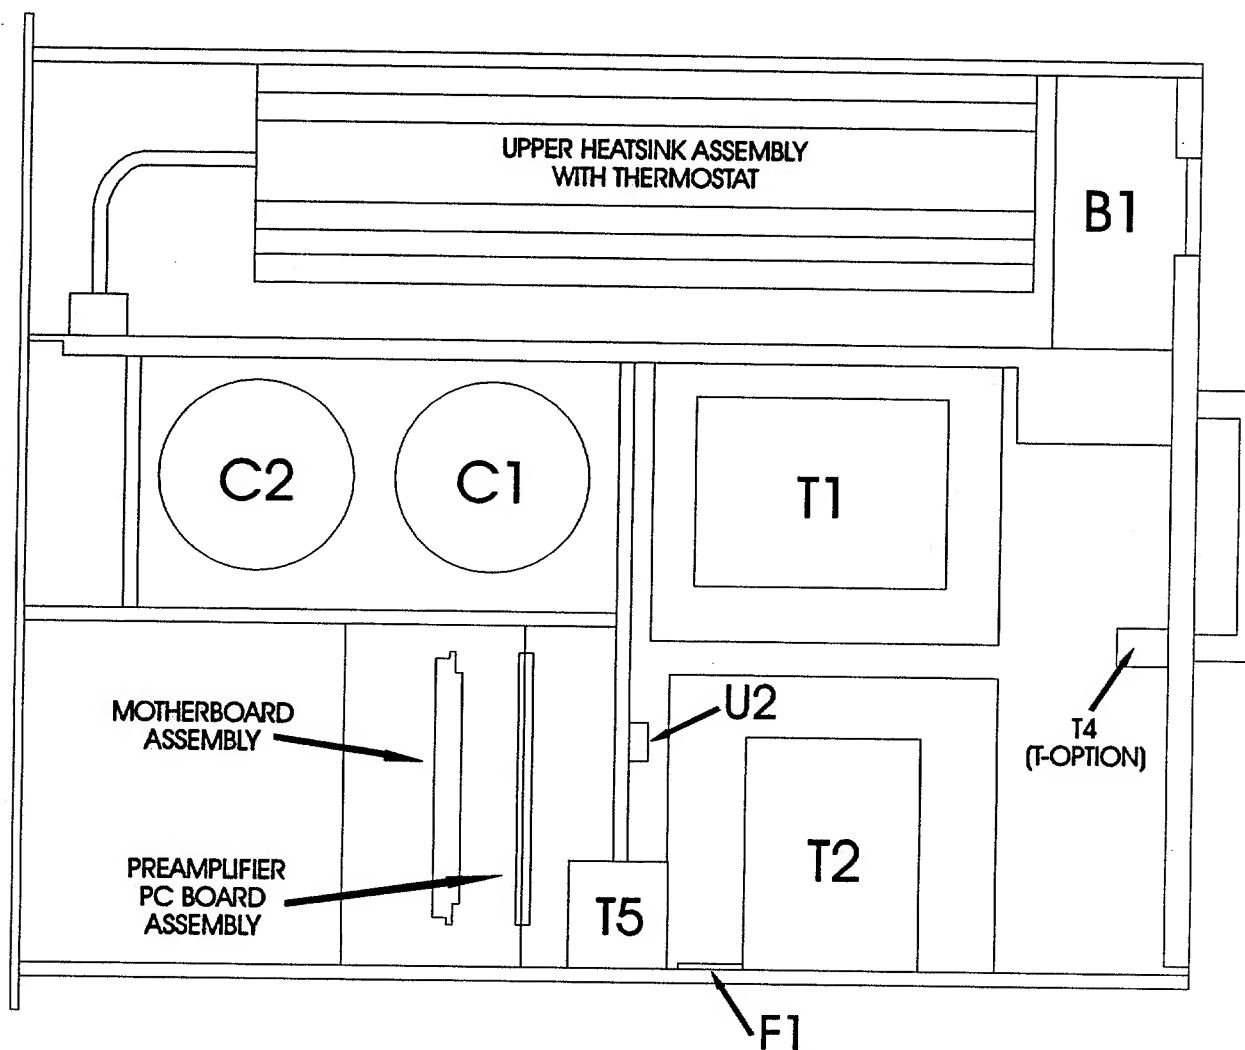 UPPER HEATSINK ASSEMBLY
WITH THERMOSTAT
B1
C2
C1
T1
MOTHERBOARD
ASSEMBLY
U2
T4
(T-OPTION)
PREAMPLIFIER
PC BOARD
ASSEMBLY
T5
T2
F1